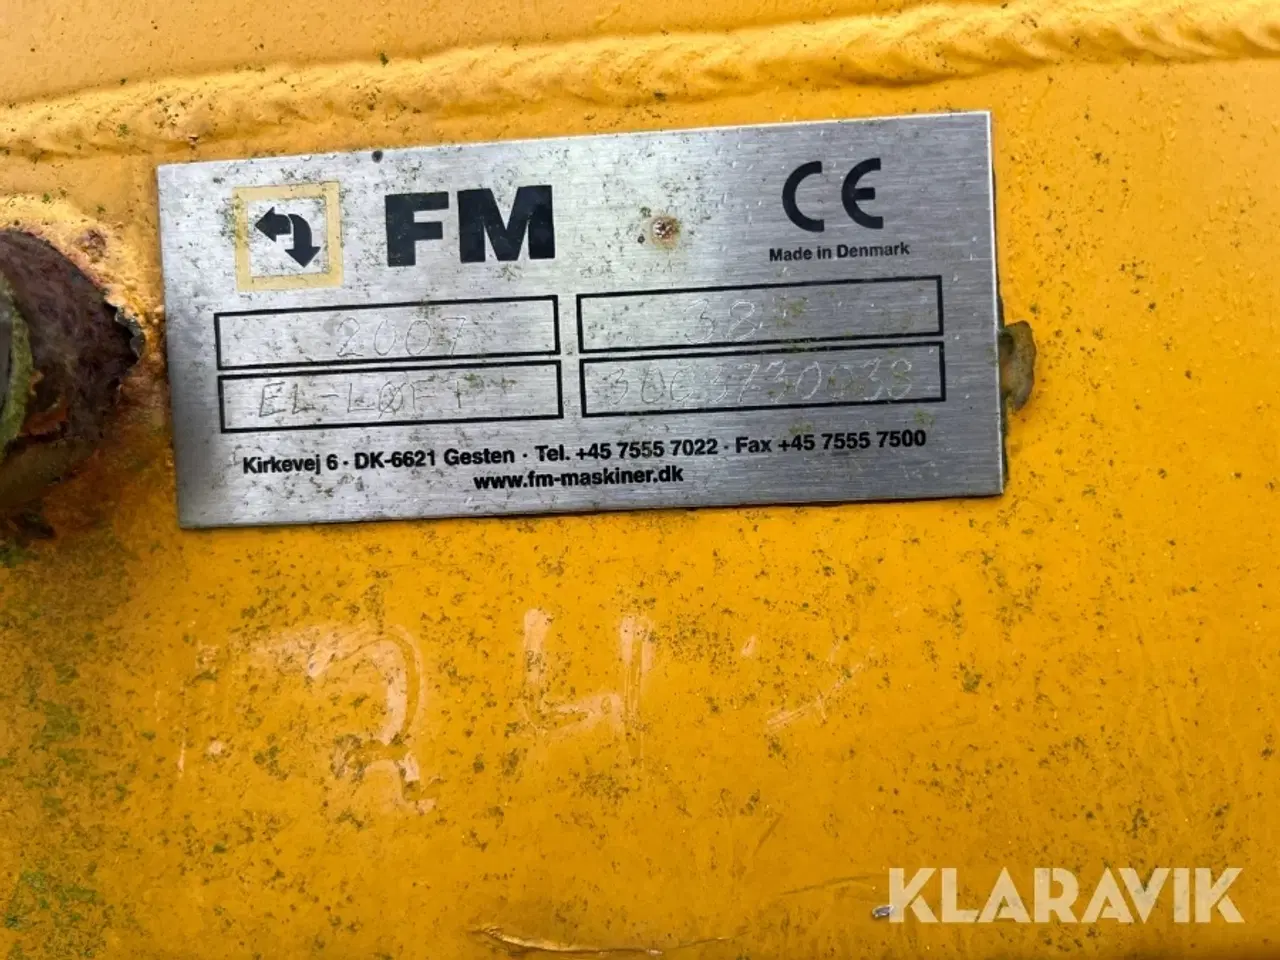 FM
CE
Made in Denmark
2007
38
EL-LØFT
Kirkevej 6 · DK-6621 Gesten · Tel. +45 7555 7022 · Fax +45 7555 7500
www.fm-maskiner.dk
KLARAVIK